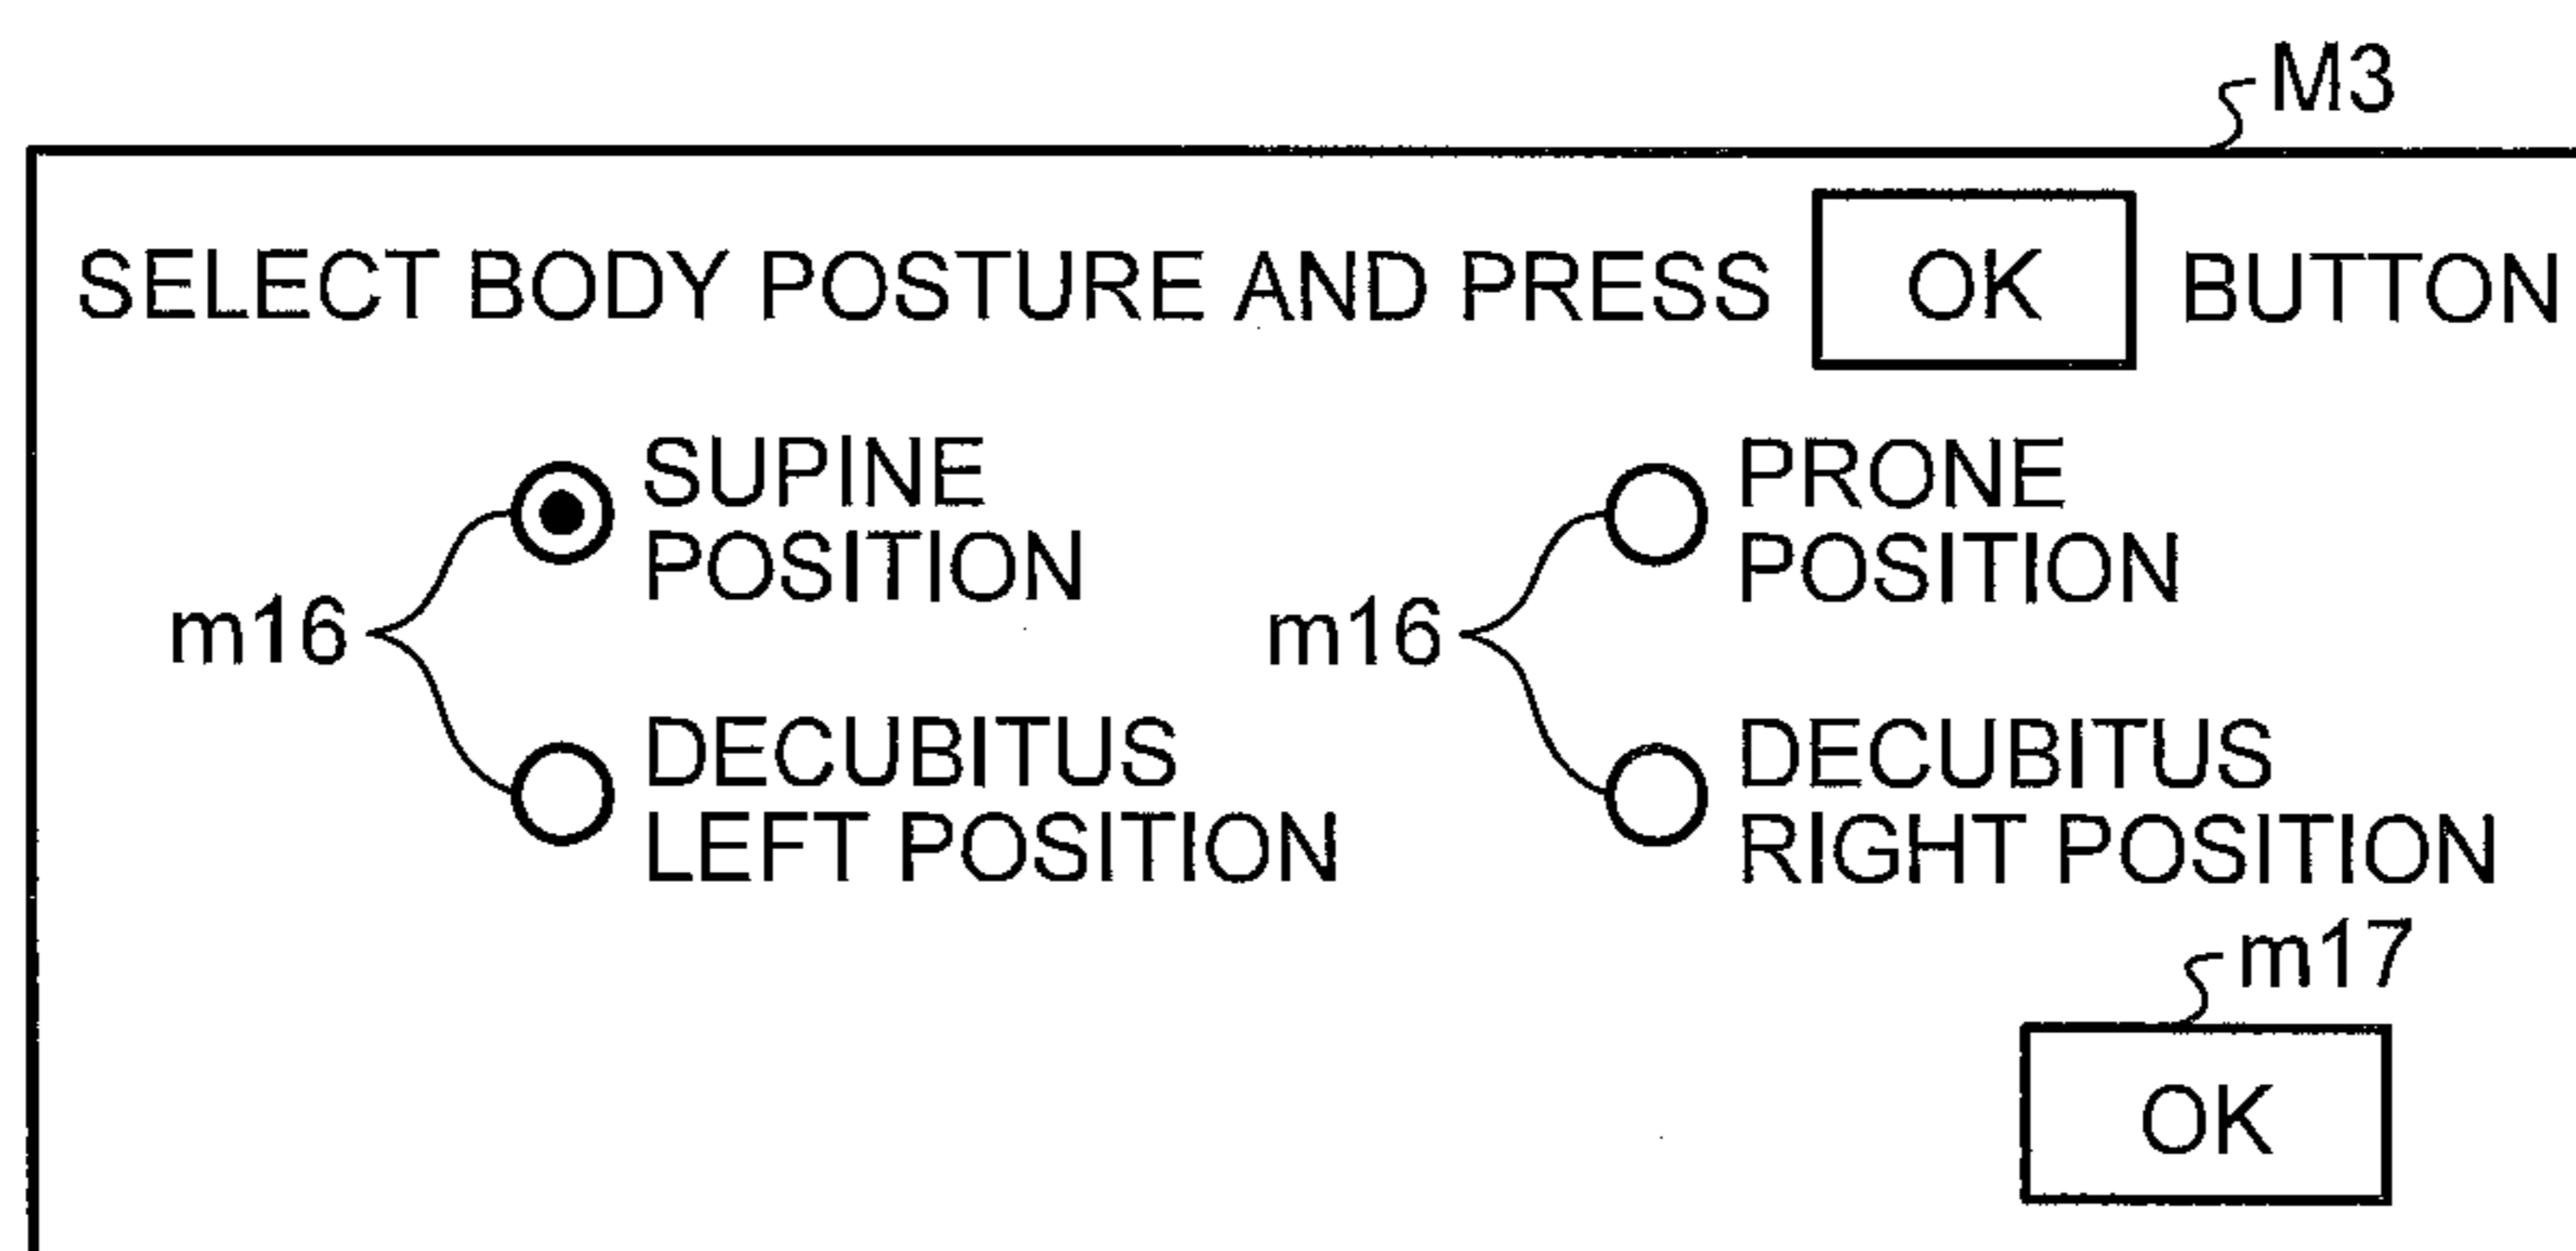 M3
SELECT BODY POSTURE AND PRESS OK BUTTON
SUPINE
POSITION
PRONE
POSITION
m16
m16
DECUBITUS
LEFT POSITION
DECUBITUS
RIGHT POSITION
m17
OK